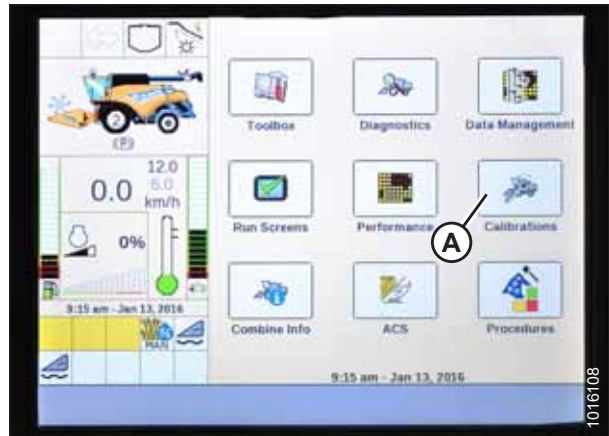 2
(P)
12.0
0.0 6.0
km/h
0%
9:15 am - Jan 13, 2016
MAN
Toolbox
Diagnostics
Data Management
Run Screens
Performance
Calibrations
A
Combine Info
ACS
Procedures
9:15 am - Jan 13, 2016
1016108